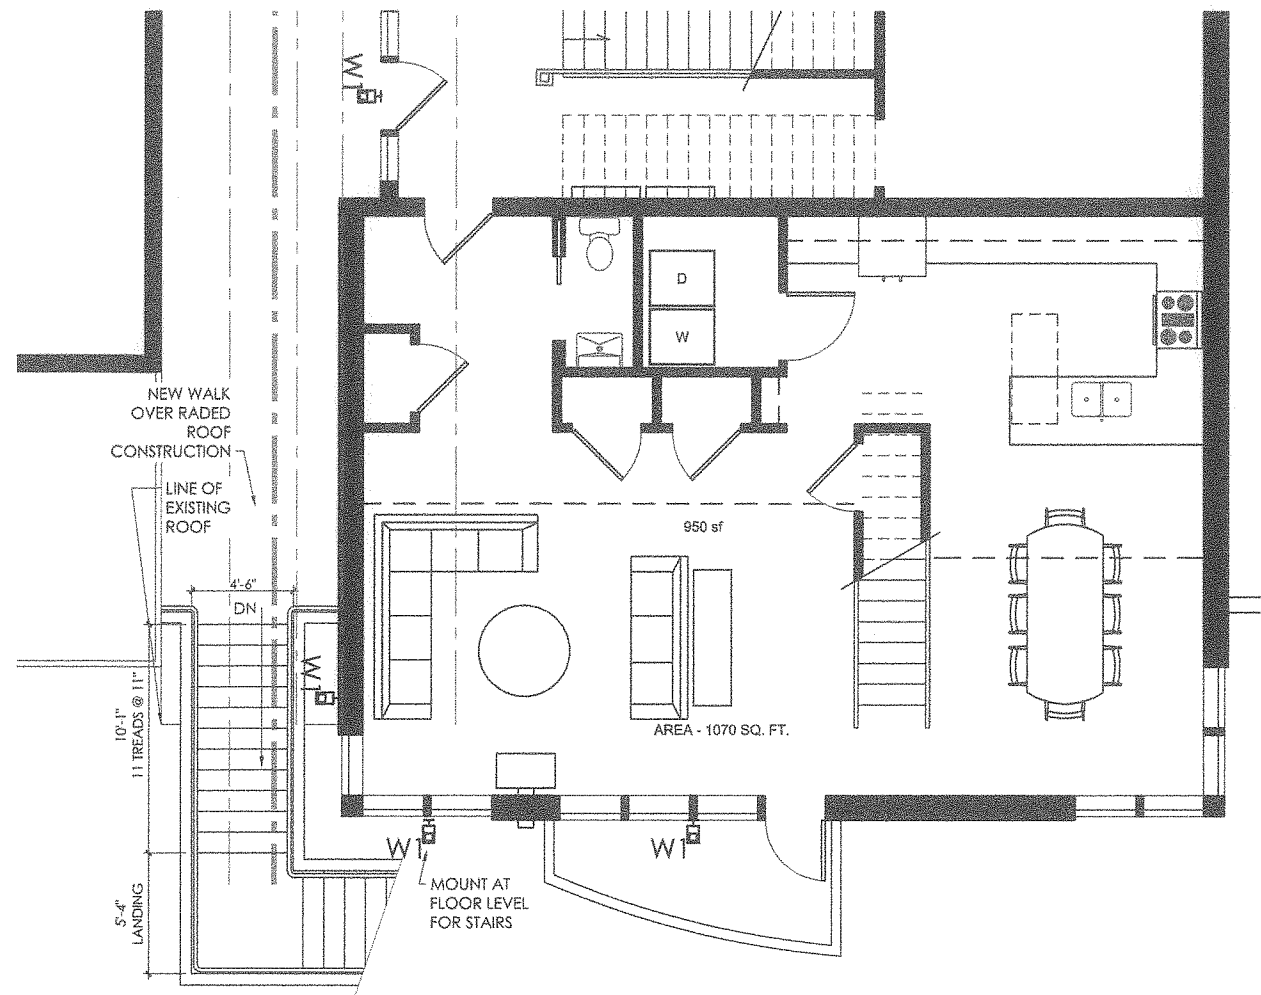 W1
D
W
NEW WALK
OVER RADED
ROOF
CONSTRUCTION
LINE OF
EXISTING
ROOF
950 sf
4'-6"
DN
W1
10'-1"
11 TREADS @ 11"
AREA - 1070 SQ. FT.
W1
W1
MOUNT AT
FLOOR LEVEL
FOR STAIRS
5'-4"
LANDING